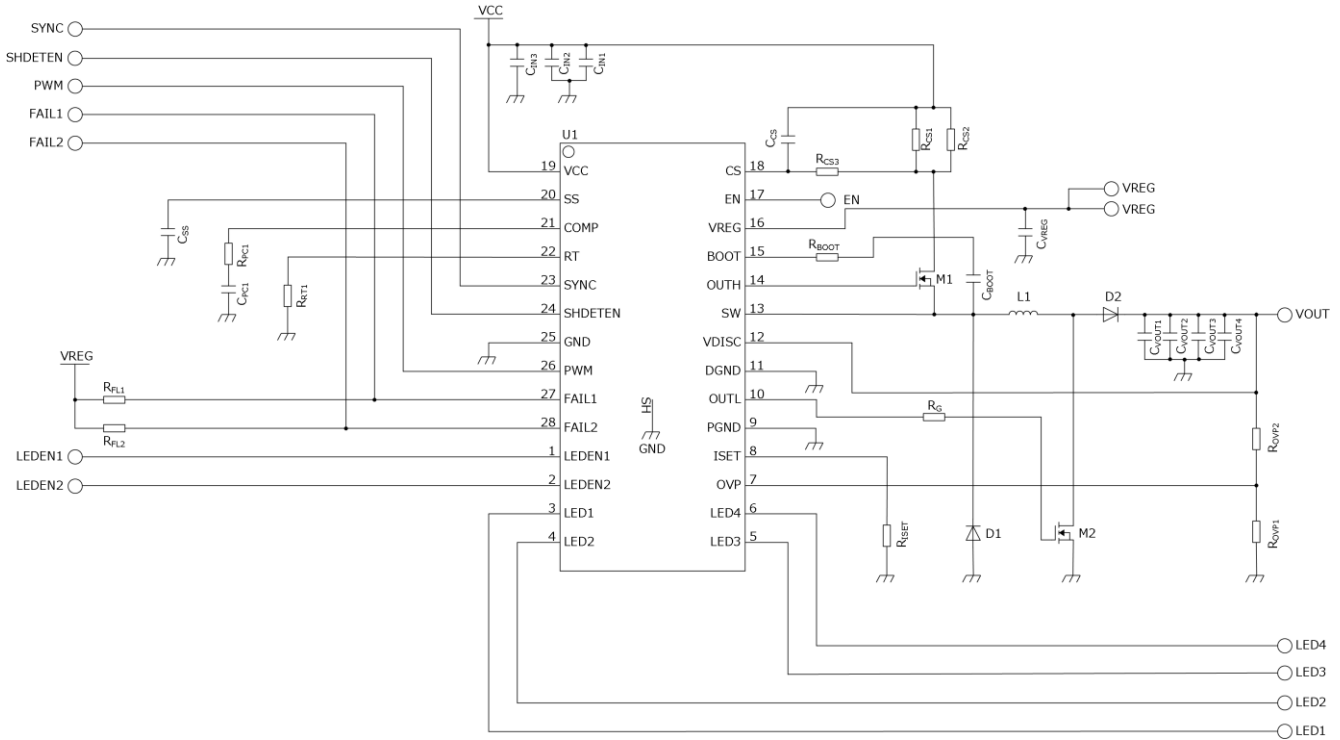 VCC
SYNC
SHDETEN
PWM
FAIL1
FAIL2
CIN3
CIN2
CIN1
U1
CCS
RCS1
RCS2
RCS3
19 VCC
CS 18
20 SS
EN 17
EN
VREG
VREG
21 COMP
VREG 16
CSS
RPC1
CPC1
22 RT
BOOT 15
RBOOT
CVREG
23 SYNC
OUTH 14
M1
CBOOT
RRT1
24 SHDETEN
SW 13
L1
D2
VOUT
CVOUT1
CVOUT2
CVOUT3
CVOUT4
25 GND
VDISC 12
VREG
26 PWM
DGND 11
RFL1
27 FAIL1
OUTL 10
RG
RFL2
28 FAIL2
PGND 9
HS
GND
ROVP2
LEDEN1
1 LEDEN1
ISET 8
LEDEN2
2 LEDEN2
OVP 7
3 LED1
LED4 6
4 LED2
LED3 5
RISET
D1
M2
ROVP1
LED4
LED3
LED2
LED1